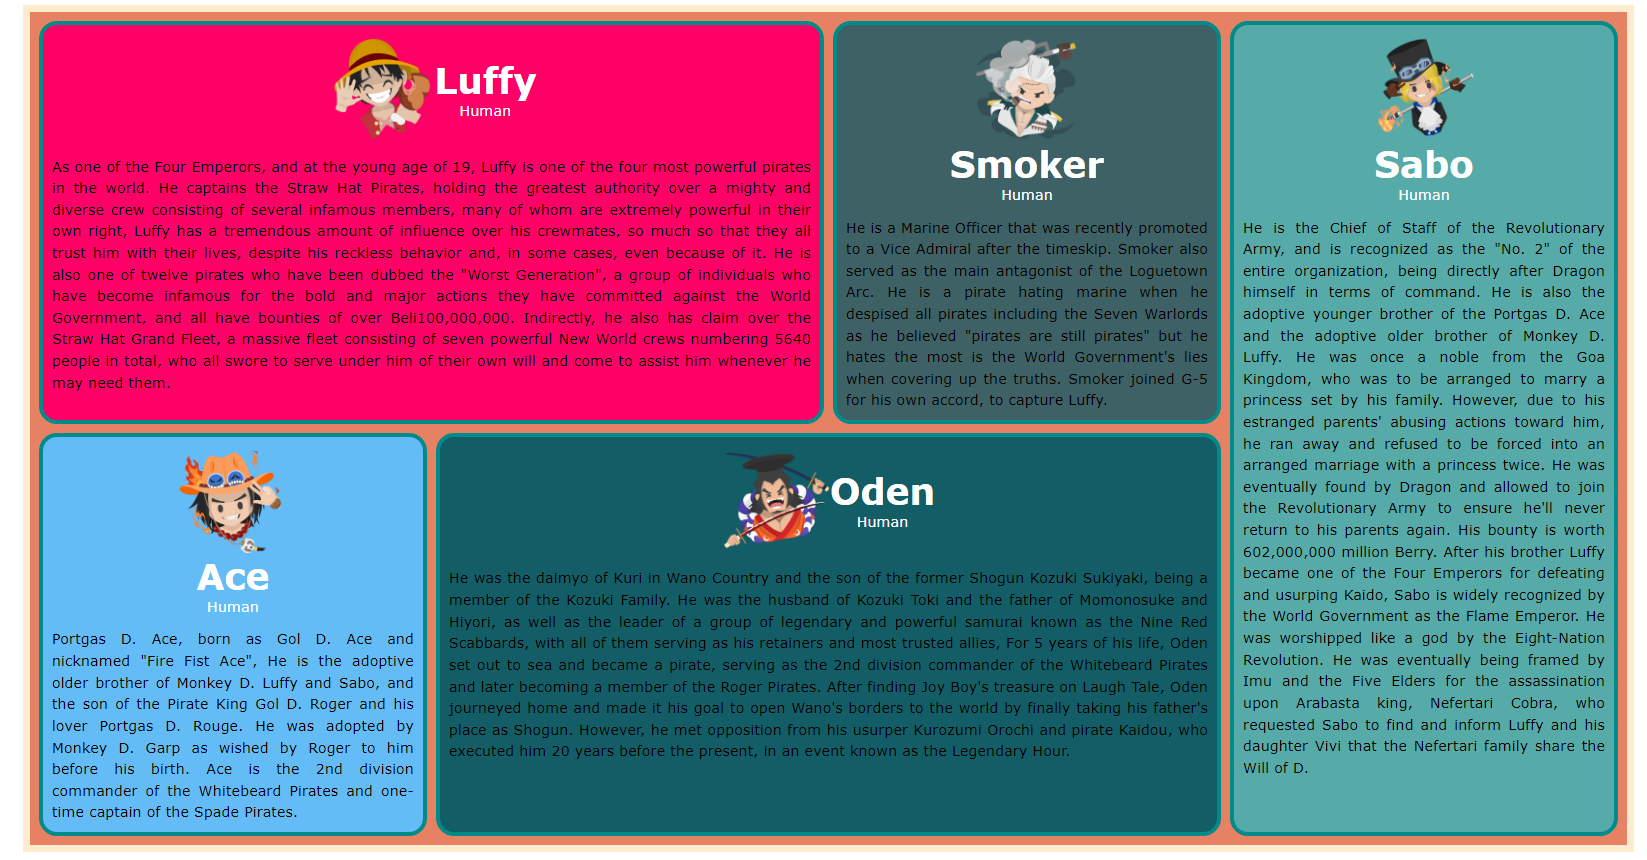 Luffy
Human
As one of the Four Emperors, and at the young age of 19, Luffy is one of the four most powerful pirates
in the world. He captains the Straw Hat Pirates, holding the greatest authority over a mighty and
diverse crew consisting of several infamous members, many of whom are extremely powerful in their
own right, Luffy has a tremendous amount of influence over his crewmates, so much so that they all
trust him with their lives, despite his reckless behavior and, in some cases, even because of it. He is
also one of twelve pirates who have been dubbed the "Worst Generation", a group of individuals who
have become infamous for the bold and major actions they have committed against the World
Government, and all have bounties of over Beli100,000,000. Indirectly, he also has claim over the
Straw Hat Grand Fleet, a massive fleet consisting of seven powerful New World crews numbering 5640
people in total, who all swore to serve under him of their own will and come to assist him whenever he
may need them.
Smoker
Human
He is a Marine Officer that was recently promoted
to a Vice Admiral after the timeskip. Smoker also
served as the main antagonist of the Loguetown
Arc. He is a pirate hating marine when he
despised all pirates including the Seven Warlords
as he believed "pirates are still pirates" but he
hates the most is the World Government's lies
when covering up the truths. Smoker joined G-5
for his own accord, to capture Luffy.
Sabo
Human
He is the Chief of Staff of the Revolutionary
Army, and is recognized as the "No. 2" of the
entire organization, being directly after Dragon
himself in terms of command. He is also the
adoptive younger brother of the Portgas D. Ace
and the adoptive older brother of Monkey D.
Luffy. He was once a noble from the Goa
Kingdom, who was to be arranged to marry a
princess set by his family. However, due to his
estranged parents' abusing actions toward him,
he ran away and refused to be forced into an
arranged marriage with a princess twice. He was
eventually found by Dragon and allowed to join
the Revolutionary Army to ensure he'll never
return to his parents again. His bounty is worth
602,000,000 million Berry. After his brother Luffy
became one of the Four Emperors for defeating
and usurping Kaido, Sabo is widely recognized by
the World Government as the Flame Emperor. He
was worshipped like a god by the Eight-Nation
Revolution. He was eventually being framed by
Imu and the Five Elders for the assassination
upon Arabasta king, Nefertari Cobra, who
requested Sabo to find and inform Luffy and his
daughter Vivi that the Nefertari family share the
Will of D.
Ace
Human
Portgas D. Ace, born as Gol D. Ace and
nicknamed "Fire Fist Ace", He is the adoptive
older brother of Monkey D. Luffy and Sabo, and
the son of the Pirate King Gol D. Roger and his
lover Portgas D. Rouge. He was adopted by
Monkey D. Garp as wished by Roger to him
before his birth. Ace is the 2nd division
commander of the Whitebeard Pirates and one-
time captain of the Spade Pirates.
Oden
Human
He was the daimyo of Kuri in Wano Country and the son of the former Shogun Kozuki Sukiyaki, being a
member of the Kozuki Family. He was the husband of Kozuki Toki and the father of Momonosuke and
Hiyori, as well as the leader of a group of legendary and powerful samurai known as the Nine Red
Scabbards, with all of them serving as his retainers and most trusted allies, For 5 years of his life, Oden
set out to sea and became a pirate, serving as the 2nd division commander of the Whitebeard Pirates
and later becoming a member of the Roger Pirates. After finding Joy Boy's treasure on Laugh Tale, Oden
journeyed home and made it his goal to open Wano's borders to the world by finally taking his father's
place as Shogun. However, he met opposition from his usurper Kurozumi Orochi and pirate Kaidou, who
executed him 20 years before the present, in an event known as the Legendary Hour.